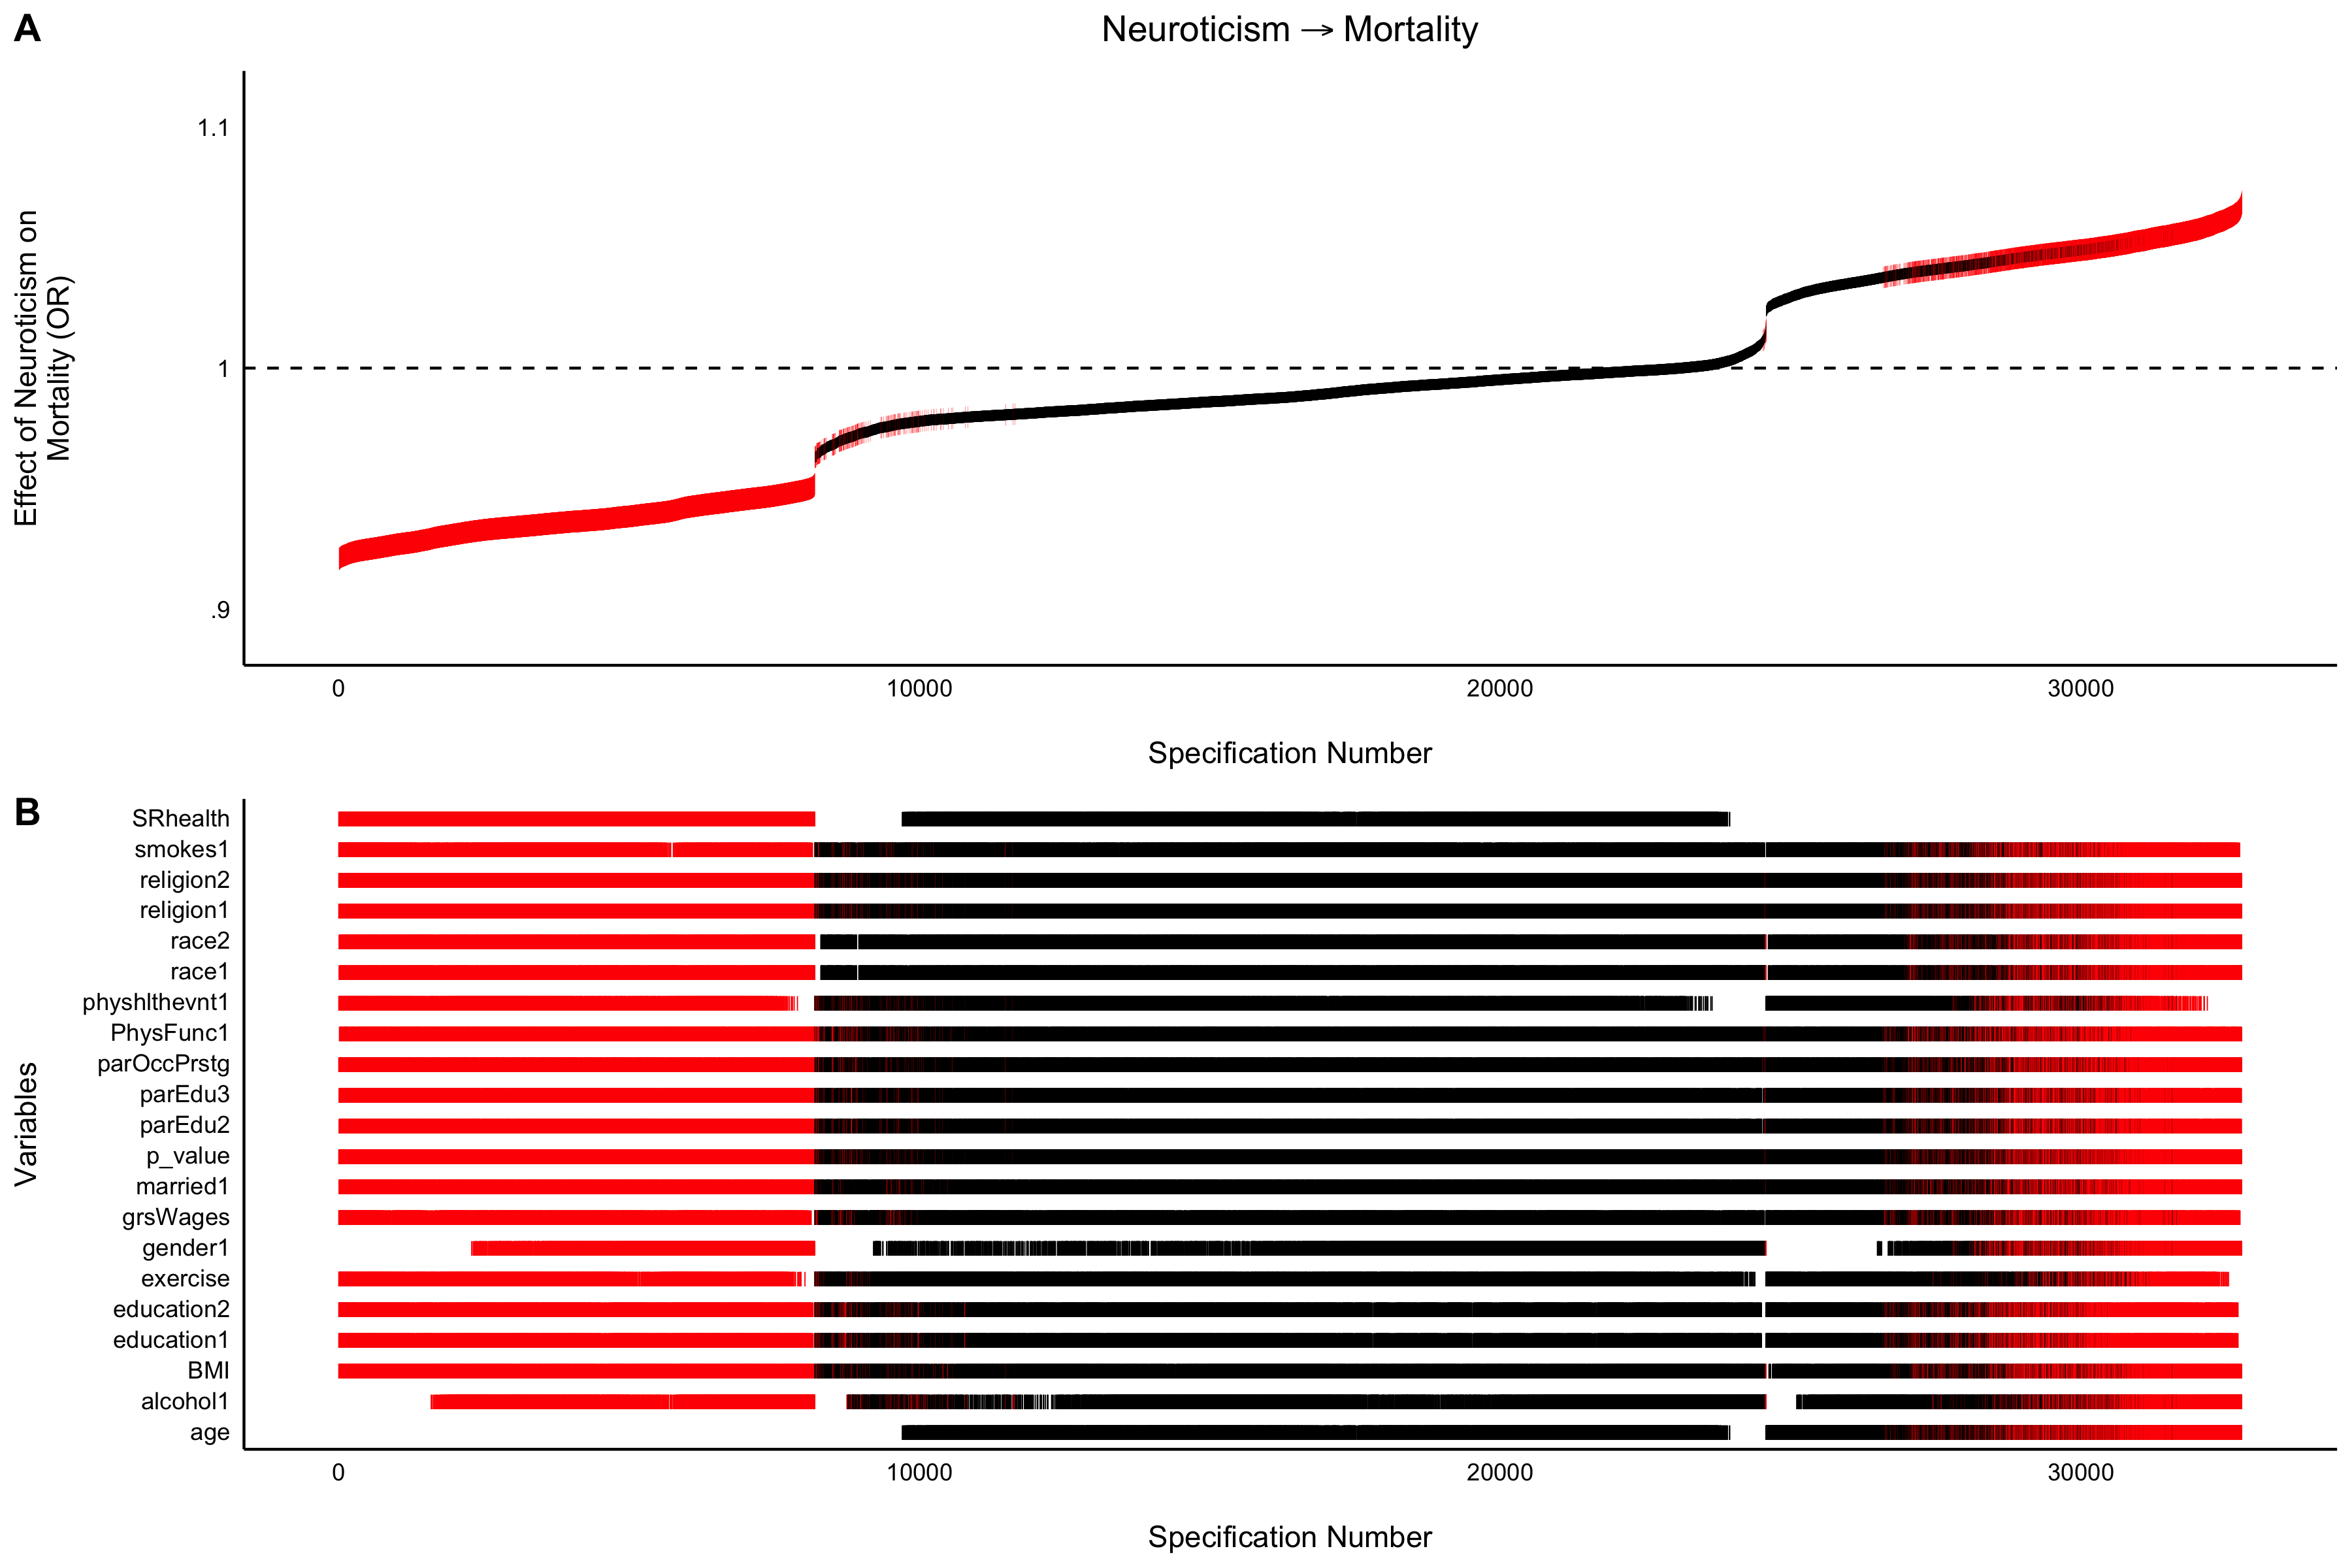 A
Neuroticism → Mortality
Effect of Neuroticism on
Mortality (OR)
1.1
1
.9
0 10000 20000 30000
Specification Number
B
Variables
SRhealth
smokes1
religion2
religion1
race2
race1
physhlthevnt1
PhysFunc1
parOccPrstg
parEdu3
parEdu2
p_value
married1
grsWages
gender1
exercise
education2
education1
BMI
alcohol1
age
0 10000 20000 30000
Specification Number